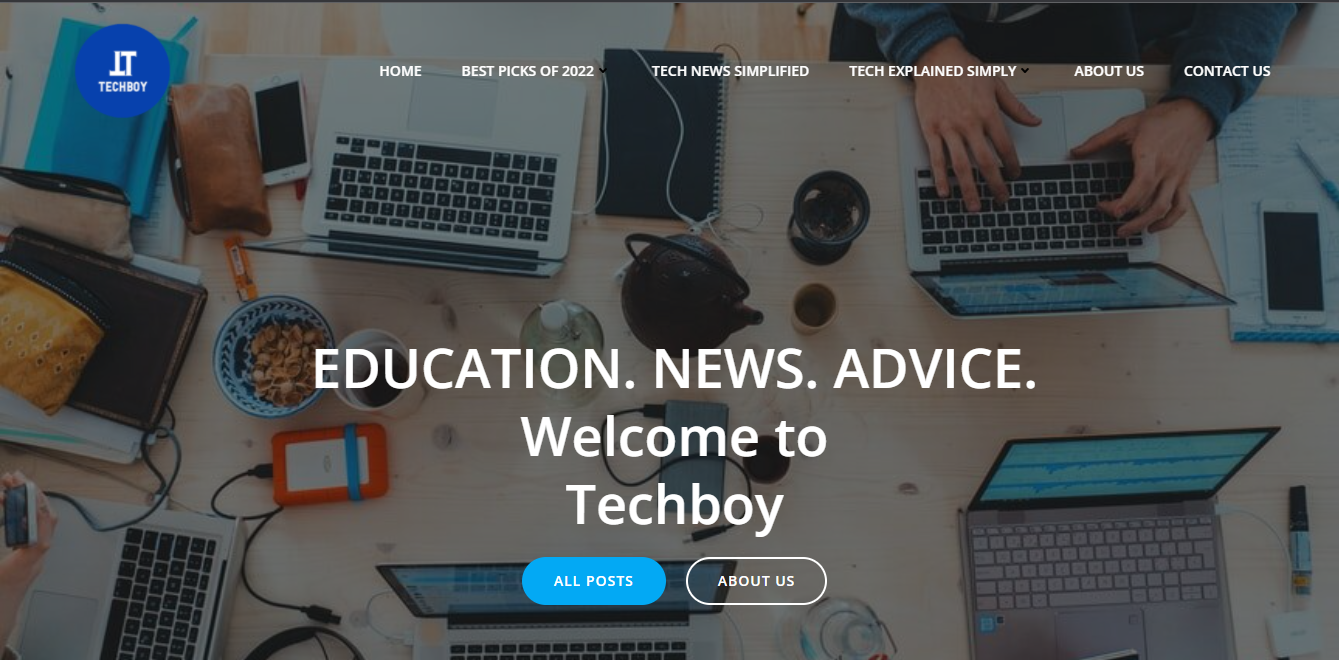 JT
TECHBOY
HOME
BEST PICKS OF 2022
TECH NEWS SIMPLIFIED
TECH EXPLAINED SIMPLY
ABOUT US
CONTACT US
EDUCATION. NEWS. ADVICE.
Welcome to
Techboy
ALL POSTS
ABOUT US